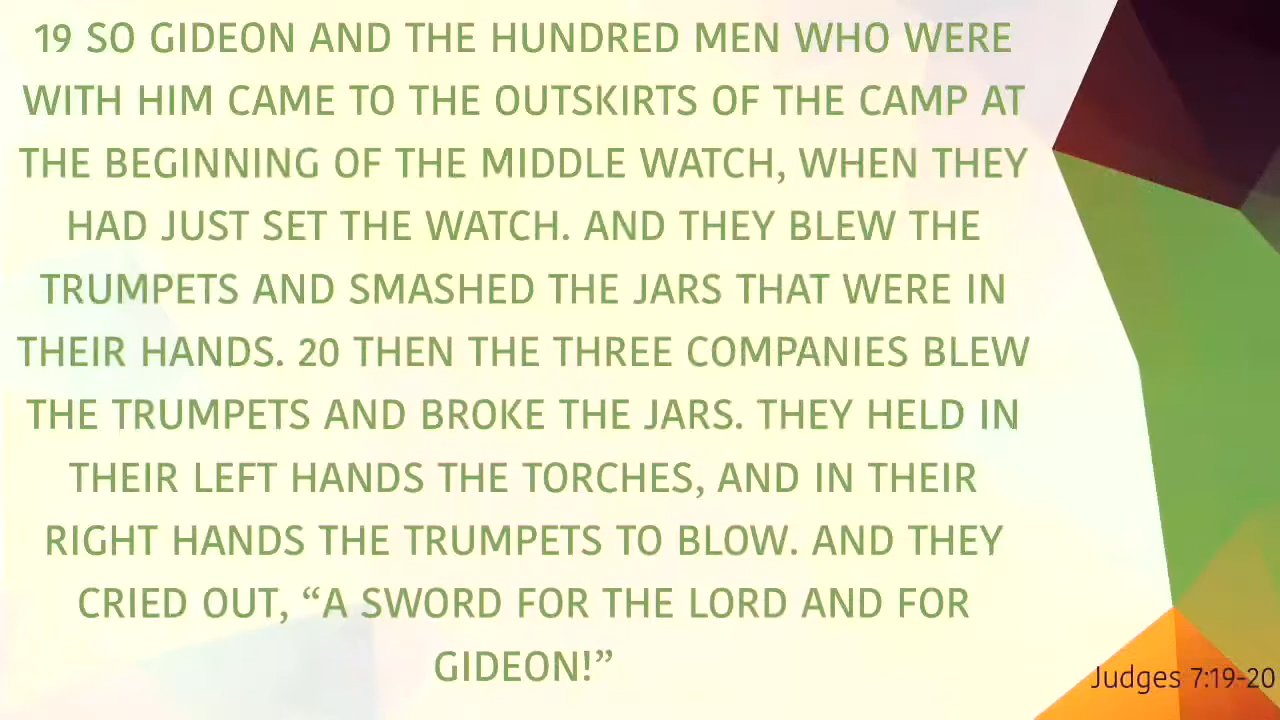 19 SO GIDEON AND THE HUNDRED MEN WHO WERE
WITH HIM CAME TO THE OUTSKIRTS OF THE CAMP AT
THE BEGINNING OF THE MIDDLE WATCH, WHEN THEY
HAD JUST SET THE WATCH. AND THEY BLEW THE
TRUMPETS AND SMASHED THE JARS THAT WERE IN
THEIR HANDS. 20 THEN THE THREE COMPANIES BLEW
THE TRUMPETS AND BROKE THE JARS. THEY HELD IN
THEIR LEFT HANDS THE TORCHES, AND IN THEIR
RIGHT HANDS THE TRUMPETS TO BLOW. AND THEY
CRIED OUT, “A SWORD FOR THE LORD AND FOR
GIDEON!”
Judges 7:19-20